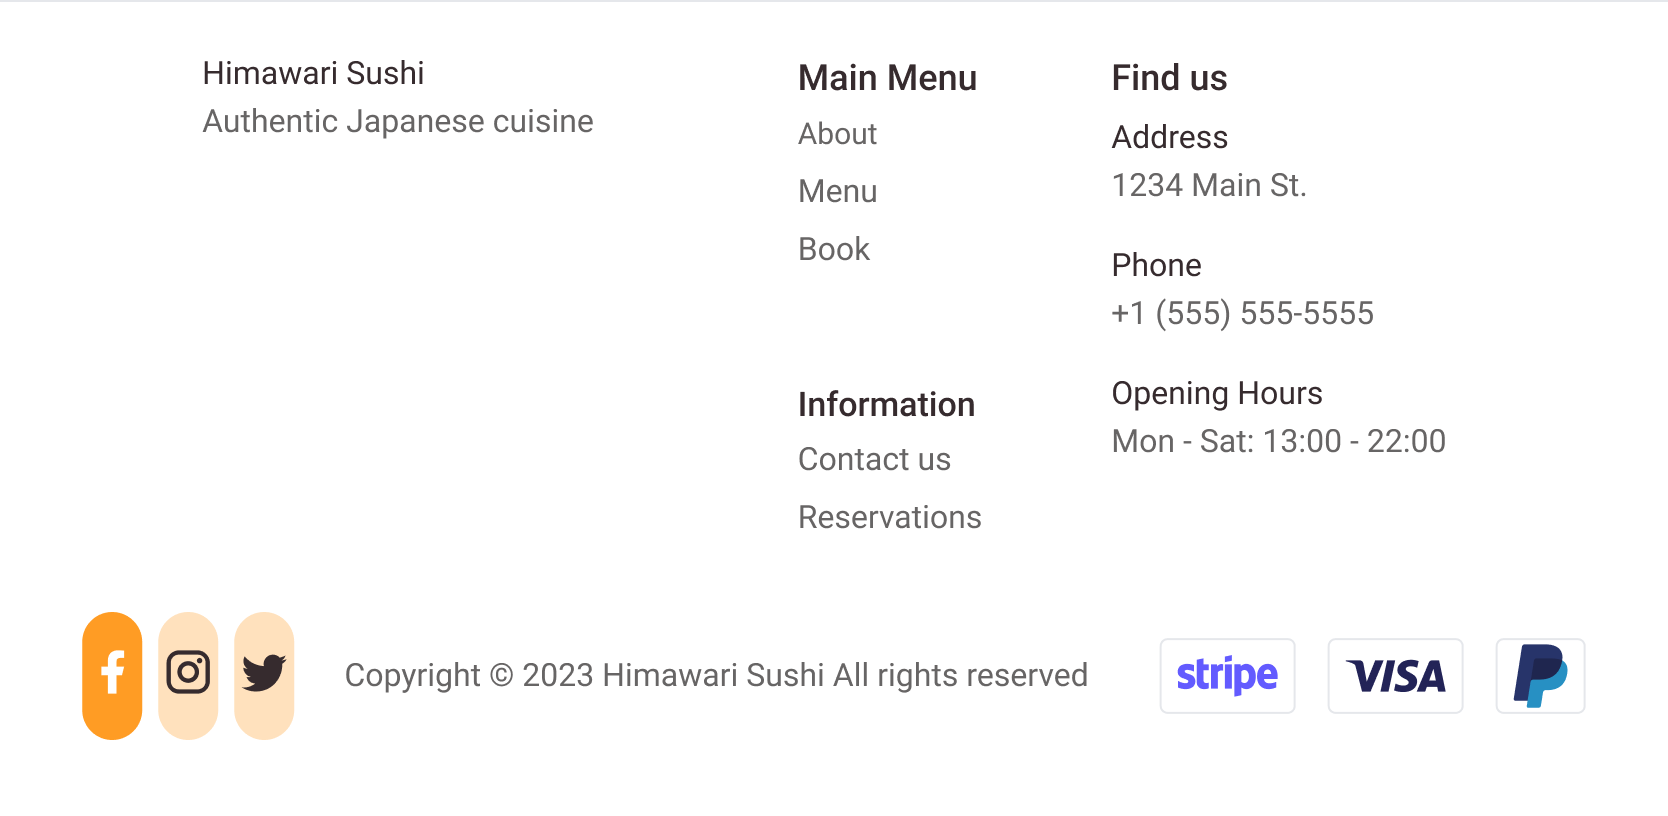 Himawari Sushi
Authentic Japanese cuisine
Main Menu
About
Menu
Book
Information
Contact us
Reservations
Find us
Address
1234 Main St.
Phone
+1 (555) 555-5555
Opening Hours
Mon - Sat: 13:00 - 22:00
Copyright © 2023 Himawari Sushi All rights reserved
stripe
VISA